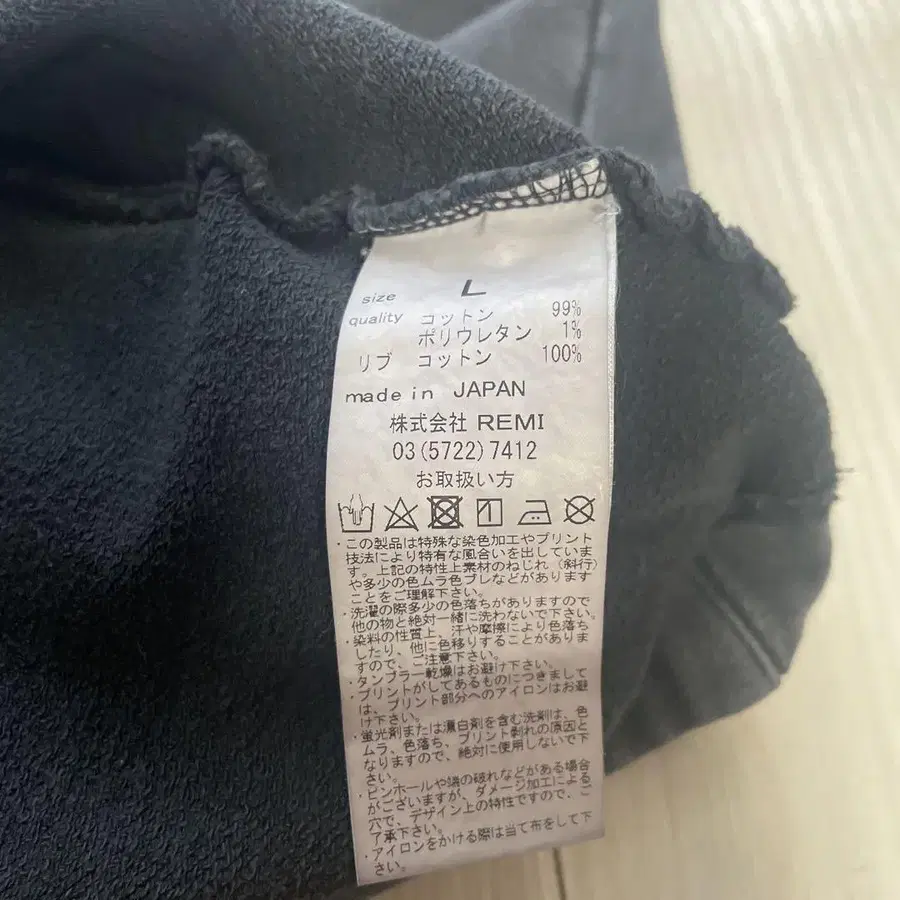 size L
quality コットン 99%
ポリウレタン 1%
リブ コットン 100%
made in JAPAN
株式会社 REMI
03(5722)7412
お取扱い方
・この製品は特殊な染色加工やプリント
技法により特有な風合いを出していま
す。上記の特性上素材のねじれ(斜行)
や多少の色ムラ色ブレなどがあります
ことをご理解下さい。
・洗濯の際多少の色落ちがありますので
他の物と絶対一緒に洗わないで下さい。
・染料の性質上、汗や摩擦により色落ち
したり、他に色移りすることがありま
すので、ご注意下さい。
・タンブラー乾燥はお避け下さい。
・プリントがしてあるものにつきまして
は、プリント部分へのアイロンはお避
け下さい。
・蛍光剤または漂白剤を含む洗剤は、色
ムラ、色落ち、プリント剥れの原因と
なりますので、絶対に使用しないで下
さい。
・ピンホールや端の破れなどがある場合
がございますが、ダメージ加工による
穴で、デザイン上の特性ですので、ご
了承下さい。
・アイロンをかける際は当て布をして下
さい。